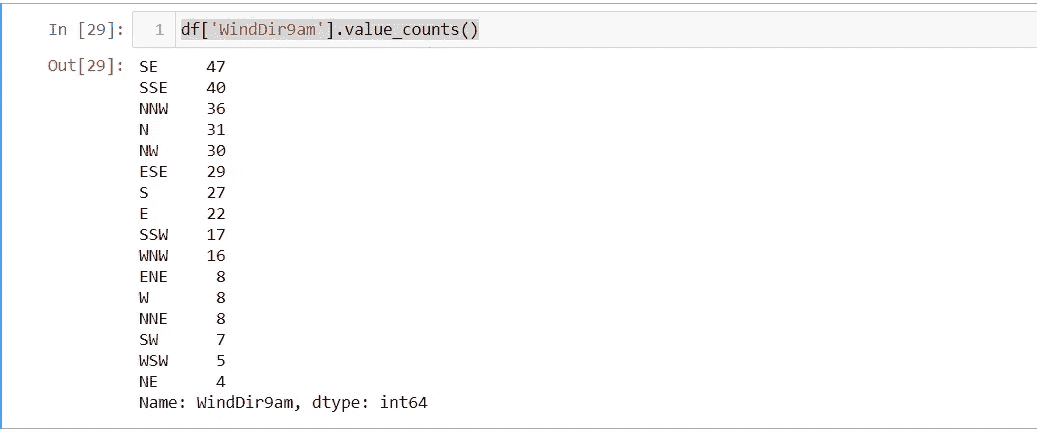 In [29]: 1 df['WindDir9am'].value_counts()
Out[29]: SE 47
SSE 40
NNW 36
N 31
NW 30
ESE 29
S 27
E 22
SSW 17
WNW 16
ENE 8
W 8
NNE 8
SW 7
WSW 5
NE 4
Name: WindDir9am, dtype: int64